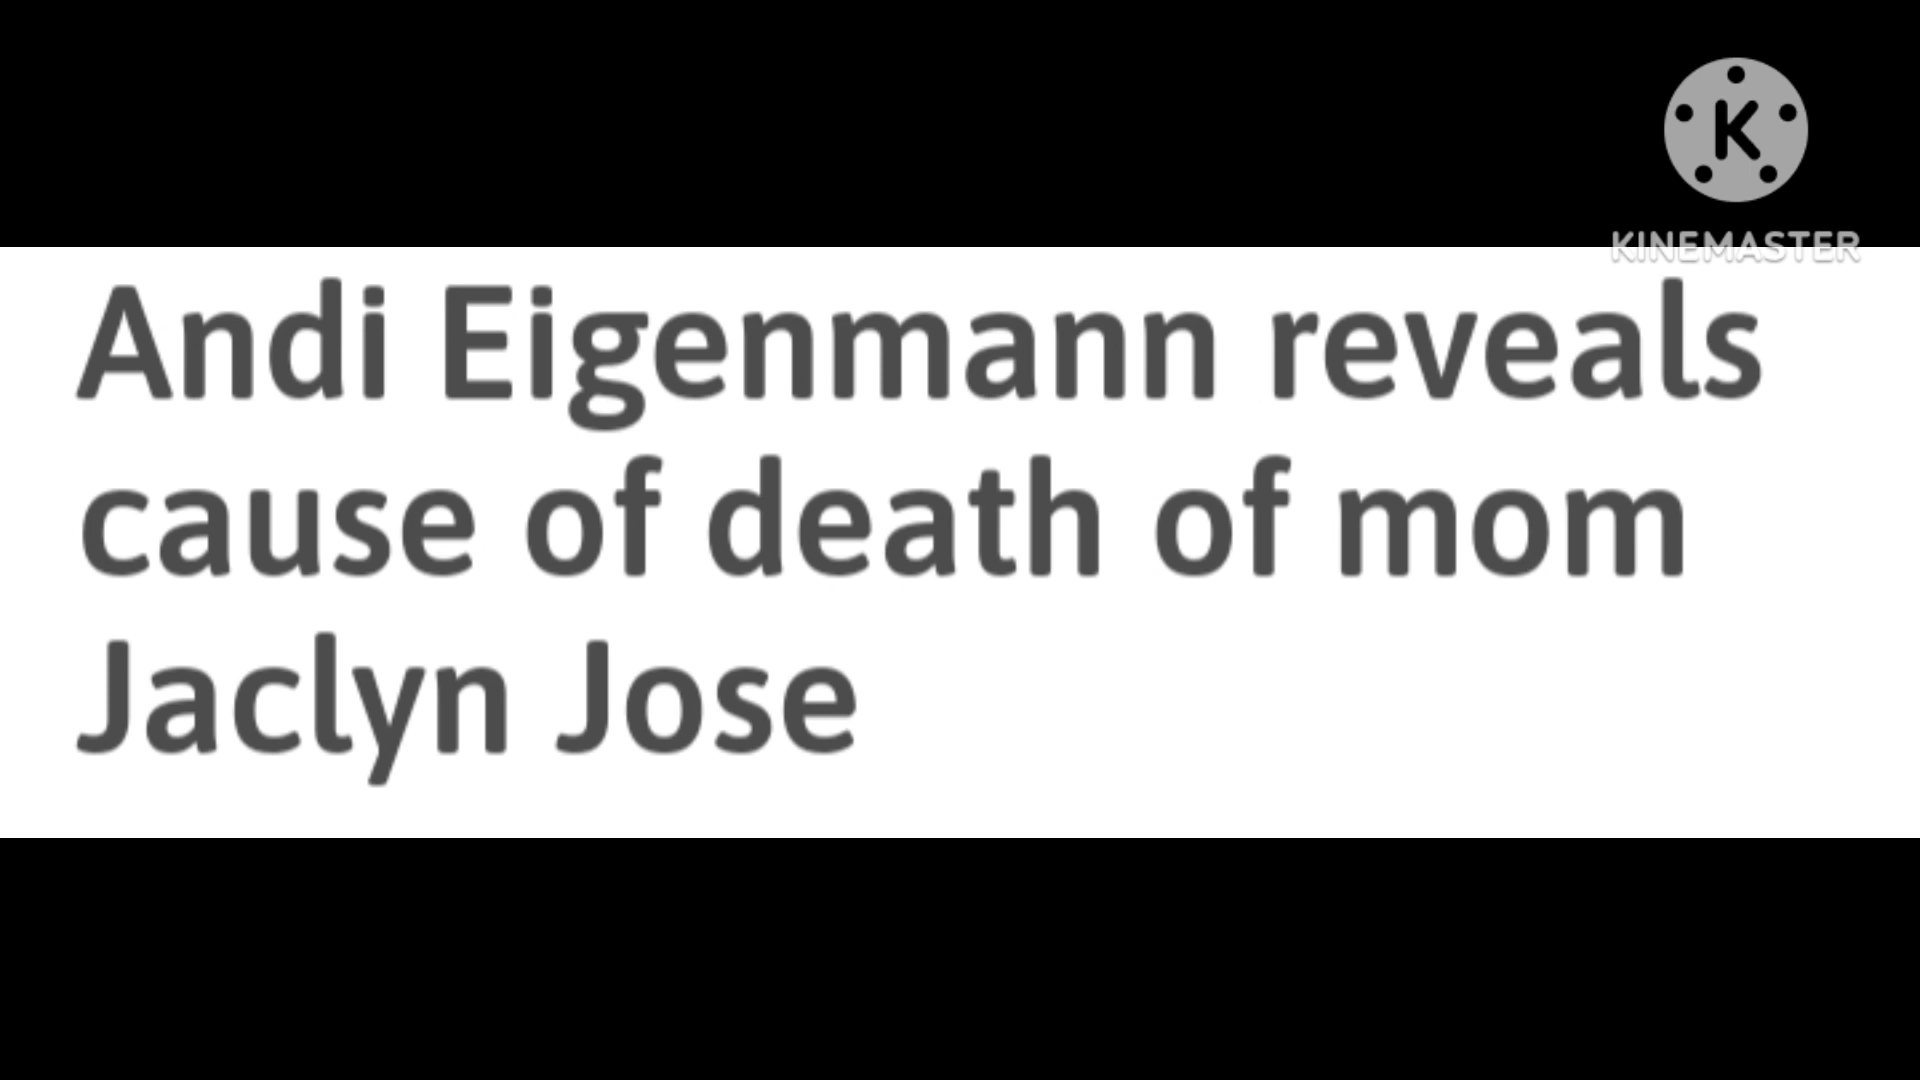 K
KINEMASTER
Andi Eigenmann reveals
cause of death of mom
Jaclyn Jose